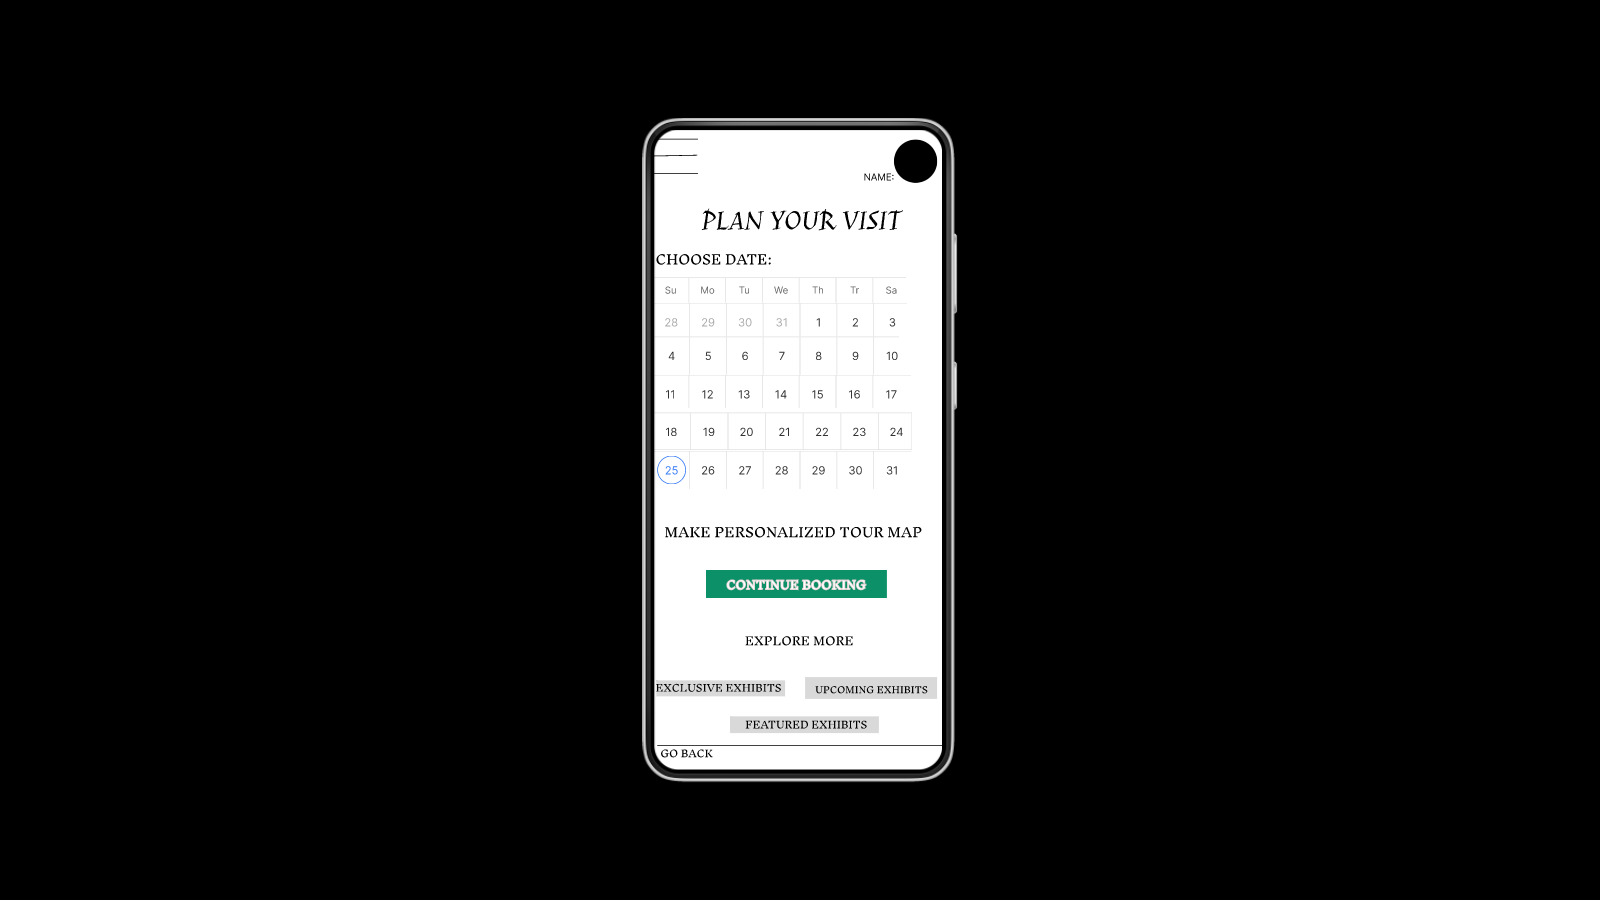 NAME:
PLAN YOUR VISIT
CHOOSE DATE:
Su Mo Tu We Th Tr Sa
28 29 30 31 1 2 3
4 5 6 7 8 9 10
11 12 13 14 15 16 17
18 19 20 21 22 23 24
25 26 27 28 29 30 31
MAKE PERSONALIZED TOUR MAP
CONTINUE BOOKING
EXPLORE MORE
EXCLUSIVE EXHIBITS UPCOMING EXHIBITS
FEATURED EXHIBITS
GO BACK